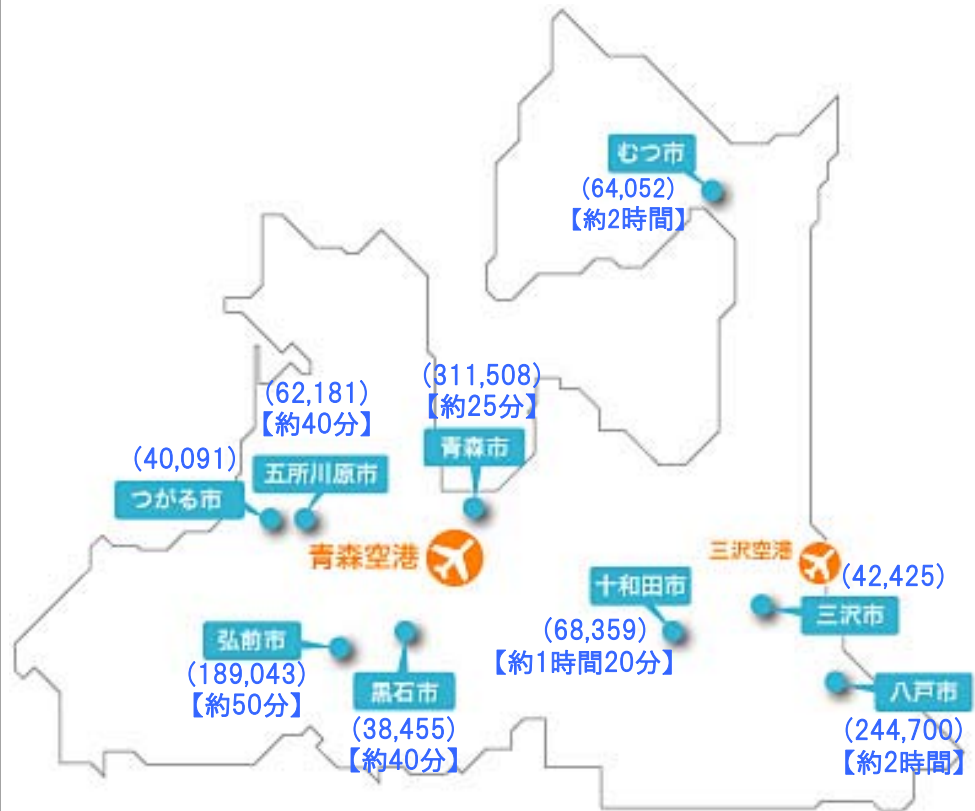 むつ市
(64,052)
【約2時間】
(311,508)
【約25分】
青森市
(62,181)
【約40分】
五所川原市
(40,091)
つがる市
青森空港
三沢空港
(42,425)
三沢市
十和田市
(68,359)
【約1時間20分】
弘前市
(189,043)
【約50分】
黒石市
(38,455)
【約40分】
八戸市
(244,700)
【約2時間】